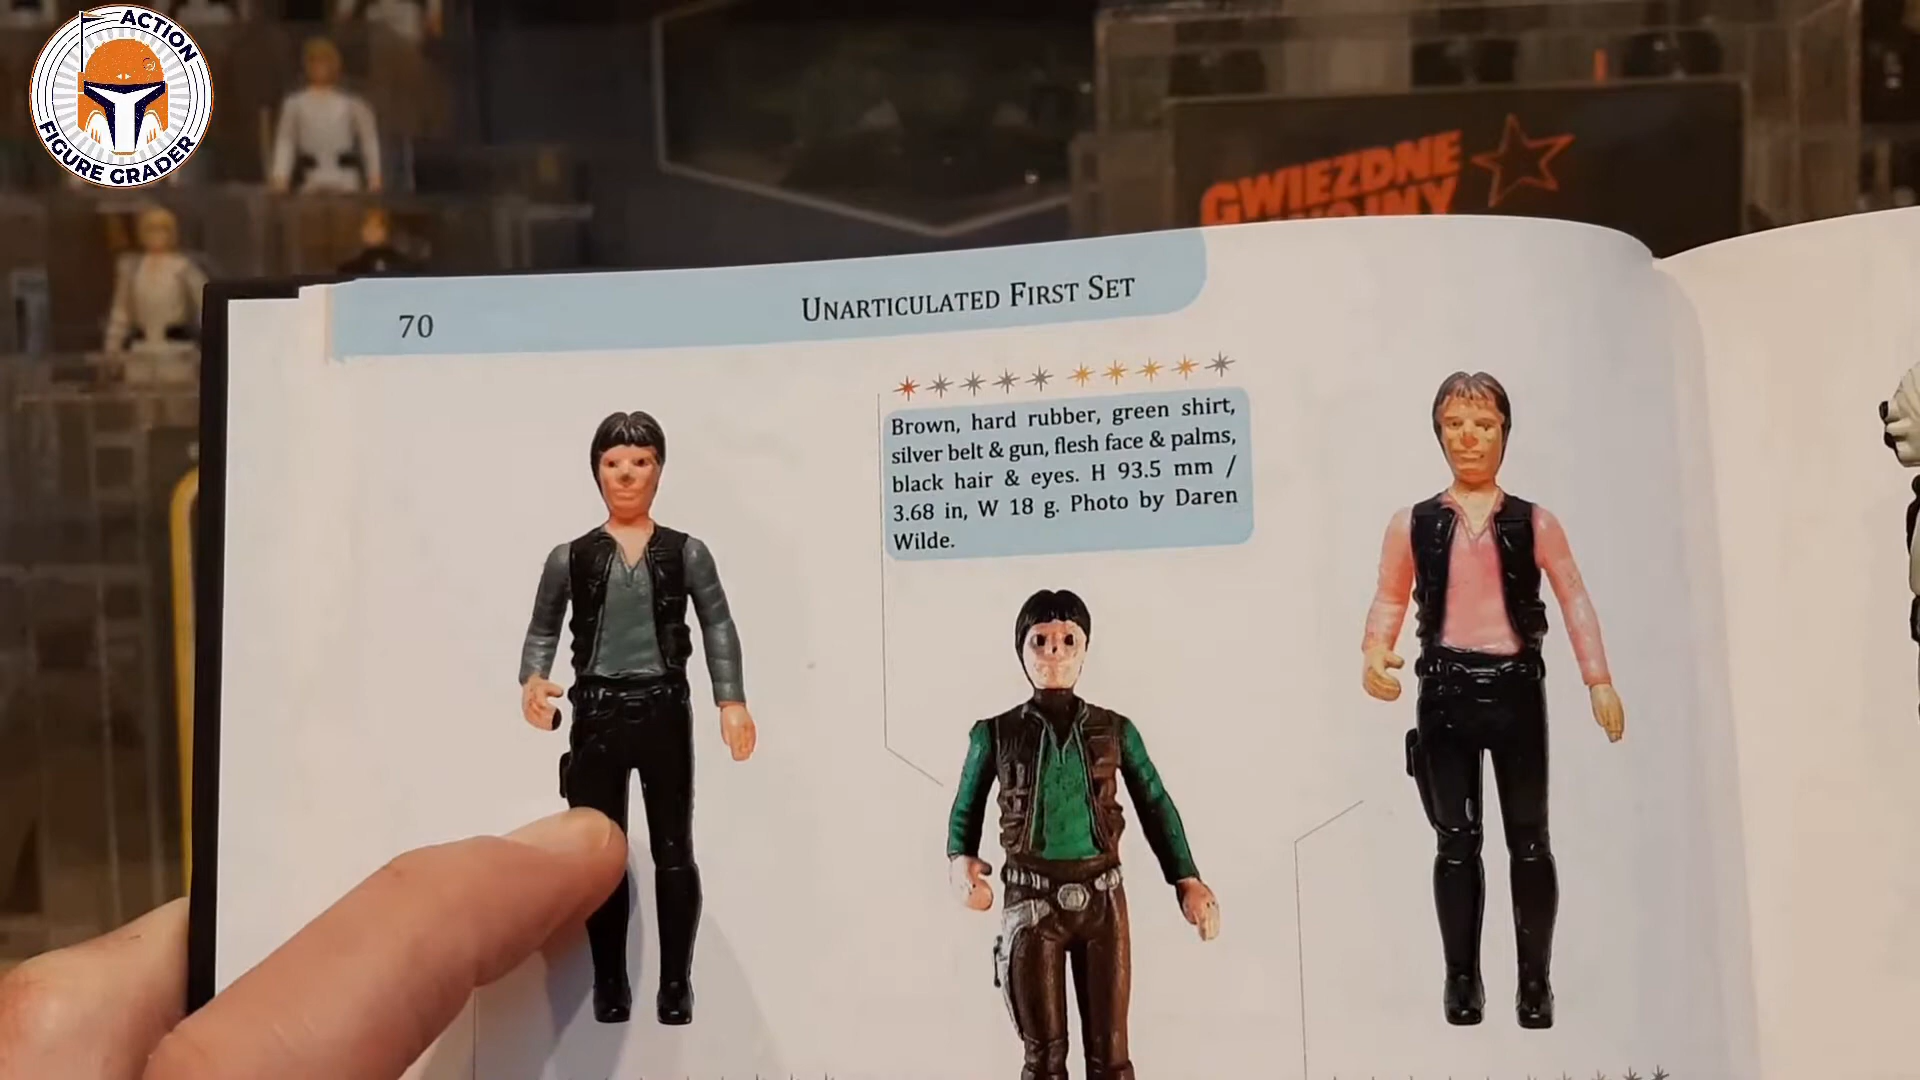 ACTION
FIGURE GRADER
GWIEZDNE
70
UNARTICULATED FIRST SET
Brown, hard rubber, green shirt,
silver belt & gun, flesh face & palms,
black hair & eyes. H 93.5 mm /
3.68 in, W 18 g. Photo by Daren
Wilde.